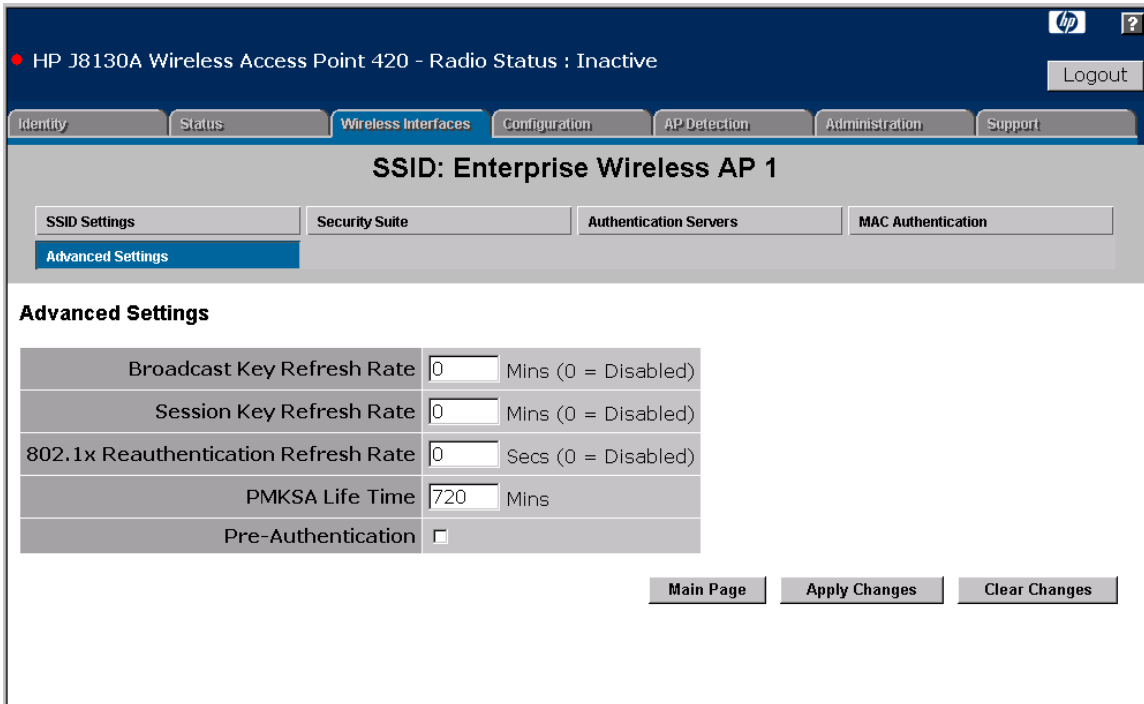 hp
?
HP J8130A Wireless Access Point 420 - Radio Status : Inactive
Logout
Identity Status Wireless Interfaces Configuration AP Detection Administration Support
SSID: Enterprise Wireless AP 1
SSID Settings Security Suite Authentication Servers MAC Authentication
Advanced Settings
Advanced Settings
Broadcast Key Refresh Rate 0 Mins (0 = Disabled)
Session Key Refresh Rate 0 Mins (0 = Disabled)
802.1x Reauthentication Refresh Rate 0 Secs (0 = Disabled)
PMKSA Life Time 720 Mins
Pre-Authentication
Main Page Apply Changes Clear Changes